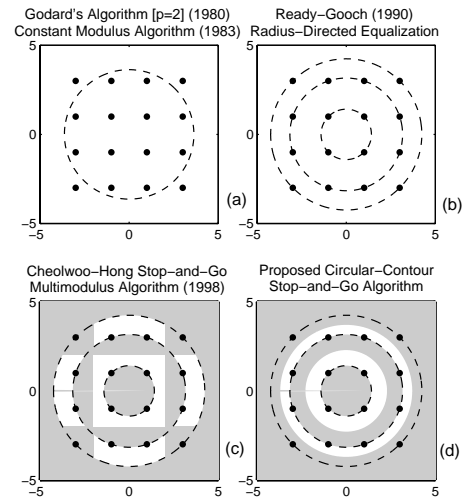 Godard's Algorithm [p=2] (1980)
Constant Modulus Algorithm (1983)
5
0
−5
−5 0 5
(a)
Ready−Gooch (1990)
Radius−Directed Equalization
5
0
−5
−5 0 5
(b)
Cheolwoo−Hong Stop−and−Go
Multimodulus Algorithm (1998)
5
0
−5
−5 0 5
(c)
Proposed Circular−Contour
Stop−and−Go Algorithm
5
0
−5
−5 0 5
(d)